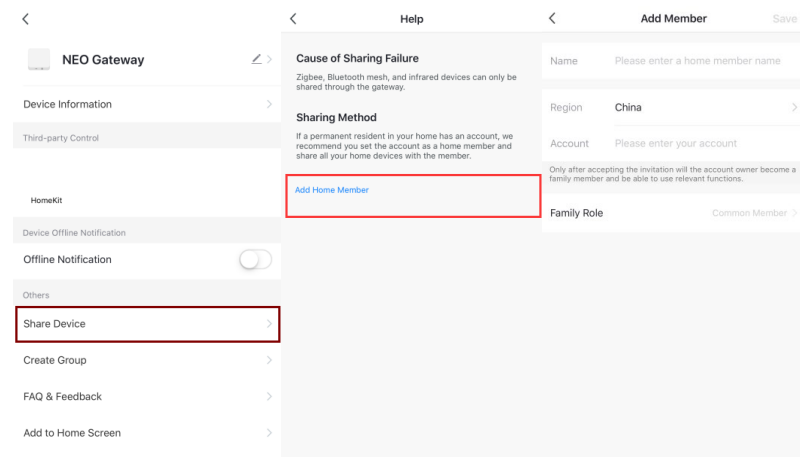 NEO Gateway
Device Information
Third-party Control
HomeKit
Device Offline Notification
Offline Notification
Others
Share Device
Create Group
FAQ & Feedback
Add to Home Screen
Help
Cause of Sharing Failure
Zigbee, Bluetooth mesh, and infrared devices can only be
shared through the gateway.
Sharing Method
If a permanent resident in your home has an account, we
recommend you set the account as a home member and
share all your home devices with the member.
Add Home Member
Add Member
Save
Name Please enter a home member name
Region China
Account Please enter your account
Only after accepting the invitation will the account owner become a
family member and be able to use relevant functions.
Family Role Common Member